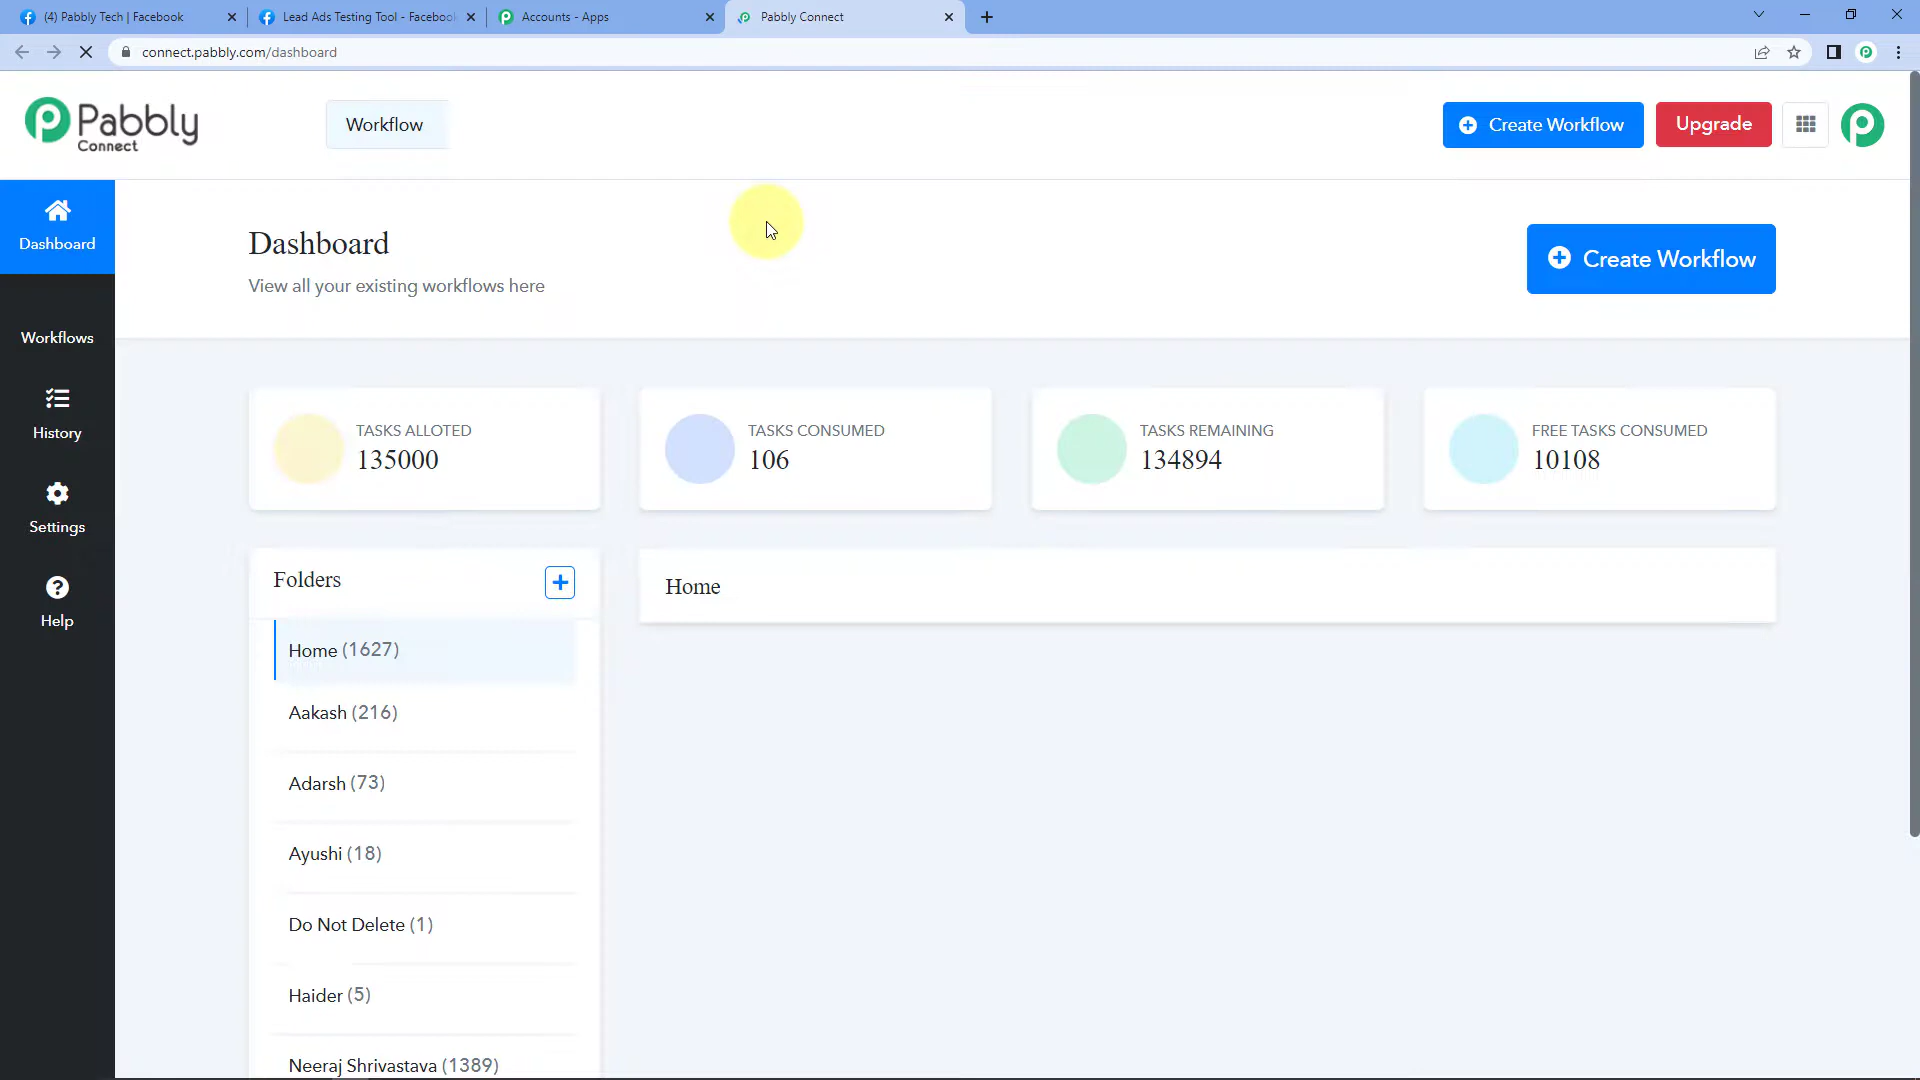 (4) Pabbly Tech | Facebook
Lead Ads Testing Tool - Facebook
Accounts - Apps
Pabbly Connect
connect.pabbly.com/dashboard
Pabbly
Connect
Workflow
Create Workflow
Upgrade
Dashboard
Workflows
History
Settings
Help
Dashboard
View all your existing workflows here
Create Workflow
TASKS ALLOTED
135000
TASKS CONSUMED
106
TASKS REMAINING
134894
FREE TASKS CONSUMED
10108
Folders
Home (1627)
Aakash (216)
Adarsh (73)
Ayushi (18)
Do Not Delete (1)
Haider (5)
Neeraj Shrivastava (1389)
Home